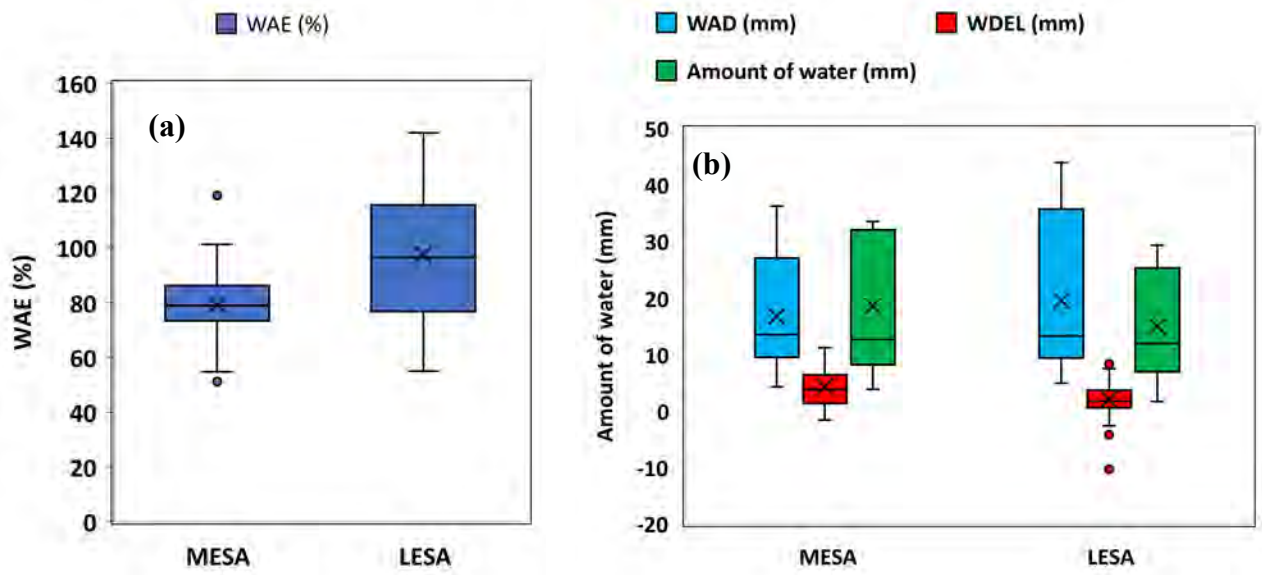 WAE (%)
(a)
WAE (%)
160
140
120
100
80
60
40
20
0
MESA LESA
WAD (mm) WDEL (mm)
Amount of water (mm)
(b)
Amount of water (mm)
50
40
30
20
10
0
-10
-20
MESA LESA